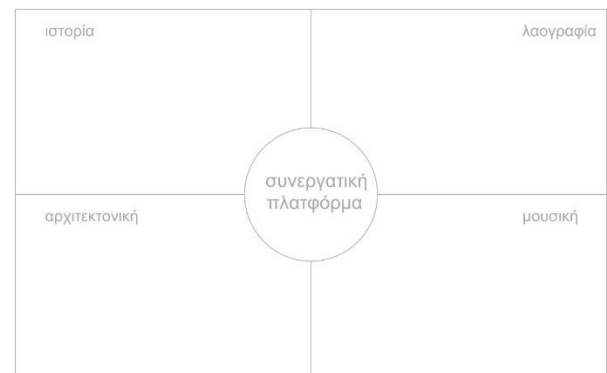 ιστορία
λαογραφία
συνεργατική
πλατφόρμα
αρχιτεκτονική
μουσική